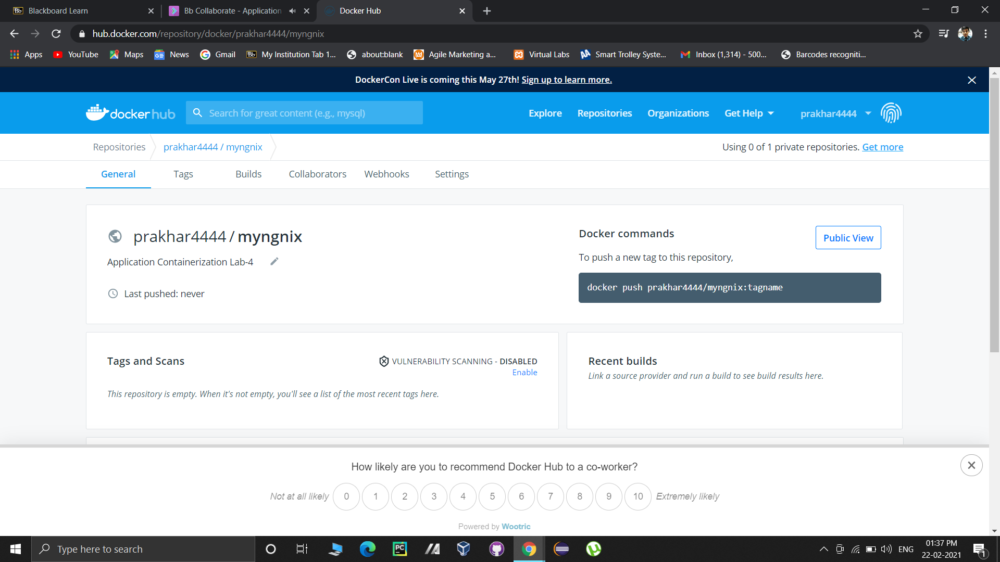 Blackboard Learn
Bb Collaborate - Application
Docker Hub
hub.docker.com/repository/docker/prakhar4444/myngnix
Apps
YouTube
Maps
News
Gmail
My Institution Tab 1...
about:blank
Agile Marketing a...
Virtual Labs
Smart Trolley Syste...
Inbox (1,314) - 500...
Barcodes recogniti...
DockerCon Live is coming this May 27th! Sign up to learn more.
docker hub
Search for great content (e.g., mysql)
Explore
Repositories
Organizations
Get Help
prakhar4444
Repositories
prakhar4444 / myngnix
Using 0 of 1 private repositories. Get more
General
Tags
Builds
Collaborators
Webhooks
Settings
prakhar4444 / myngnix
Application Containerization Lab-4
Last pushed: never
Docker commands
Public View
To push a new tag to this repository,
docker push prakhar4444/myngnix:tagname
Tags and Scans
VULNERABILITY SCANNING - DISABLED
Enable
This repository is empty. When it's not empty, you'll see a list of the most recent tags here.
Recent builds
Link a source provider and run a build to see build results here.
How likely are you to recommend Docker Hub to a co-worker?
Not at all likely 0 1 2 3 4 5 6 7 8 9 10 Extremely likely
Powered by Wootric
Type here to search
ENG
01:37 PM
22-02-2021
1